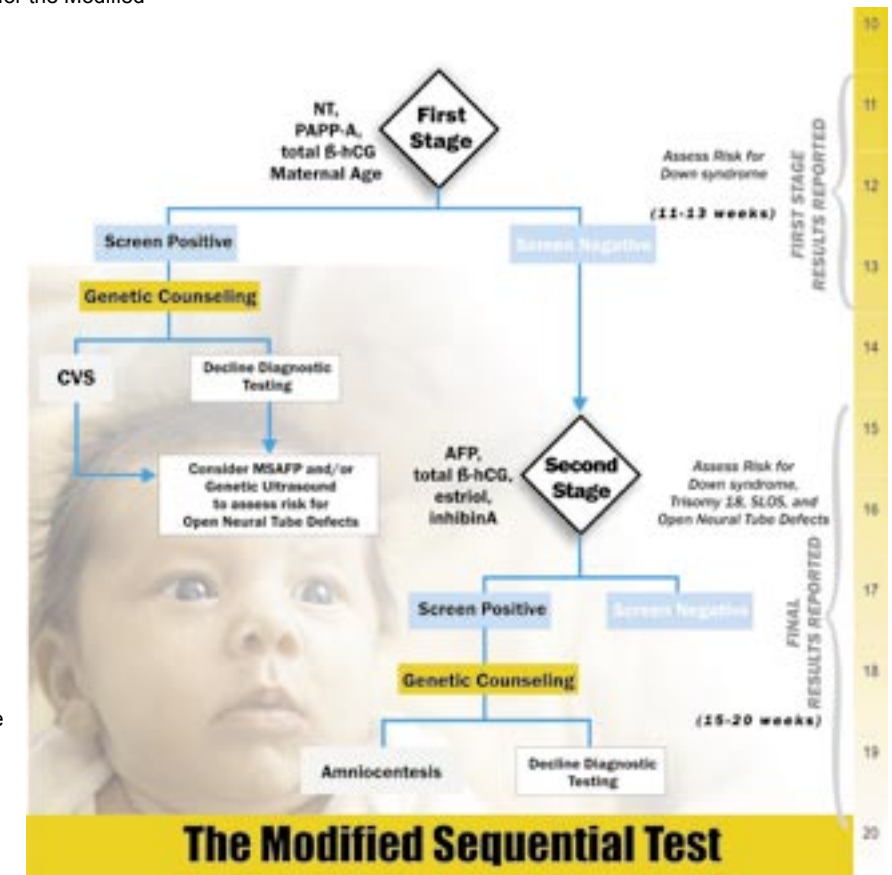 for the Modified
NT,
PAPP-A,
total ß-hCG
Maternal Age
First
Stage
Assess Risk for
Down syndrome
(11-13 weeks)
FIRST STAGE
RESULTS REPORTED
Screen Positive
Screen Negative
Genetic Counseling
CVS
Decline Diagnostic
Testing
Consider MSAFP and/or
Genetic Ultrasound
to assess risk for
Open Neural Tube Defects
AFP,
total ß-hCG,
estriol,
inhibinA
Second
Stage
Assess Risk for
Down syndrome,
Trisomy 18, SLOS, and
Open Neural Tube Defects
FINAL
RESULTS REPORTED
(15-20 weeks)
Screen Positive
Screen Negative
Genetic Counseling
Amniocentesis
Decline Diagnostic
Testing
e
10
11
12
13
14
15
16
17
18
19
20
The Modified Sequential Test